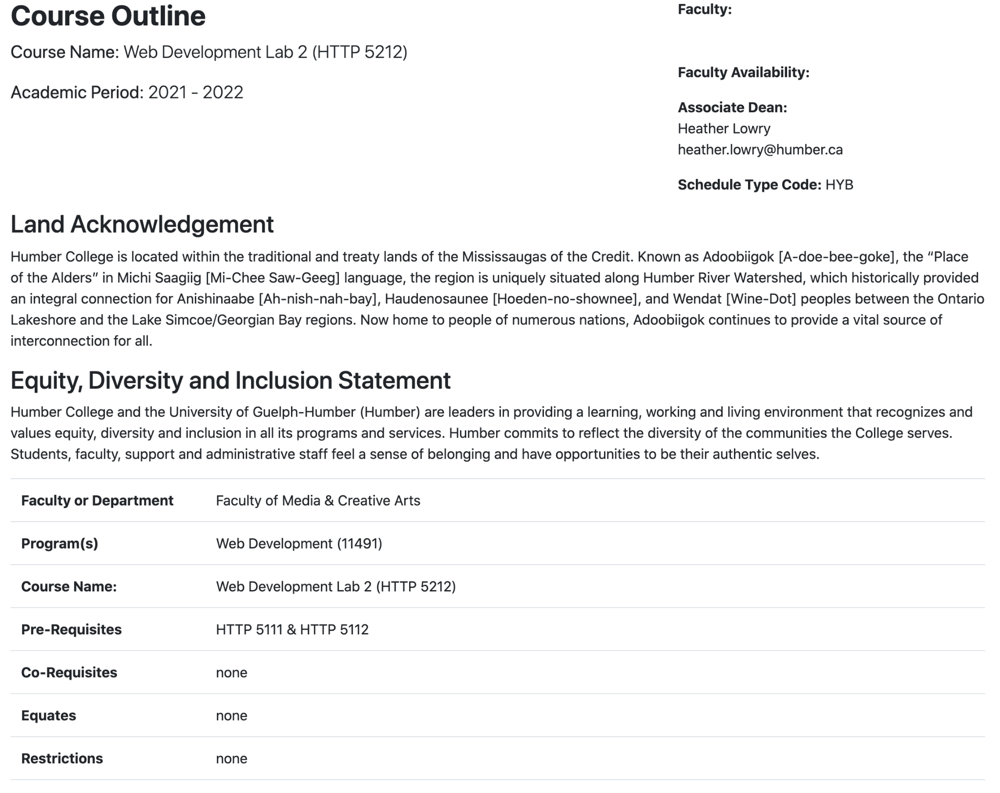 Course Outline
Course Name: Web Development Lab 2 (HTTP 5212)
Academic Period: 2021 - 2022
Faculty:
Faculty Availability:
Associate Dean:
Heather Lowry
heather.lowry@humber.ca
Schedule Type Code: HYB
Land Acknowledgement
Humber College is located within the traditional and treaty lands of the Mississaugas of the Credit. Known as Adoobiigok [A-doe-bee-goke], the “Place
of the Alders” in Michi Saagiig [Mi-Chee Saw-Geeg] language, the region is uniquely situated along Humber River Watershed, which historically provided
an integral connection for Anishinaabe [Ah-nish-nah-bay], Haudenosaunee [Hoeden-no-shownee], and Wendat [Wine-Dot] peoples between the Ontario
Lakeshore and the Lake Simcoe/Georgian Bay regions. Now home to people of numerous nations, Adoobiigok continues to provide a vital source of
interconnection for all.
Equity, Diversity and Inclusion Statement
Humber College and the University of Guelph-Humber (Humber) are leaders in providing a learning, working and living environment that recognizes and
values equity, diversity and inclusion in all its programs and services. Humber commits to reflect the diversity of the communities the College serves.
Students, faculty, support and administrative staff feel a sense of belonging and have opportunities to be their authentic selves.
Faculty or Department Faculty of Media & Creative Arts
Program(s) Web Development (11491)
Course Name: Web Development Lab 2 (HTTP 5212)
Pre-Requisites HTTP 5111 & HTTP 5112
Co-Requisites none
Equates none
Restrictions none